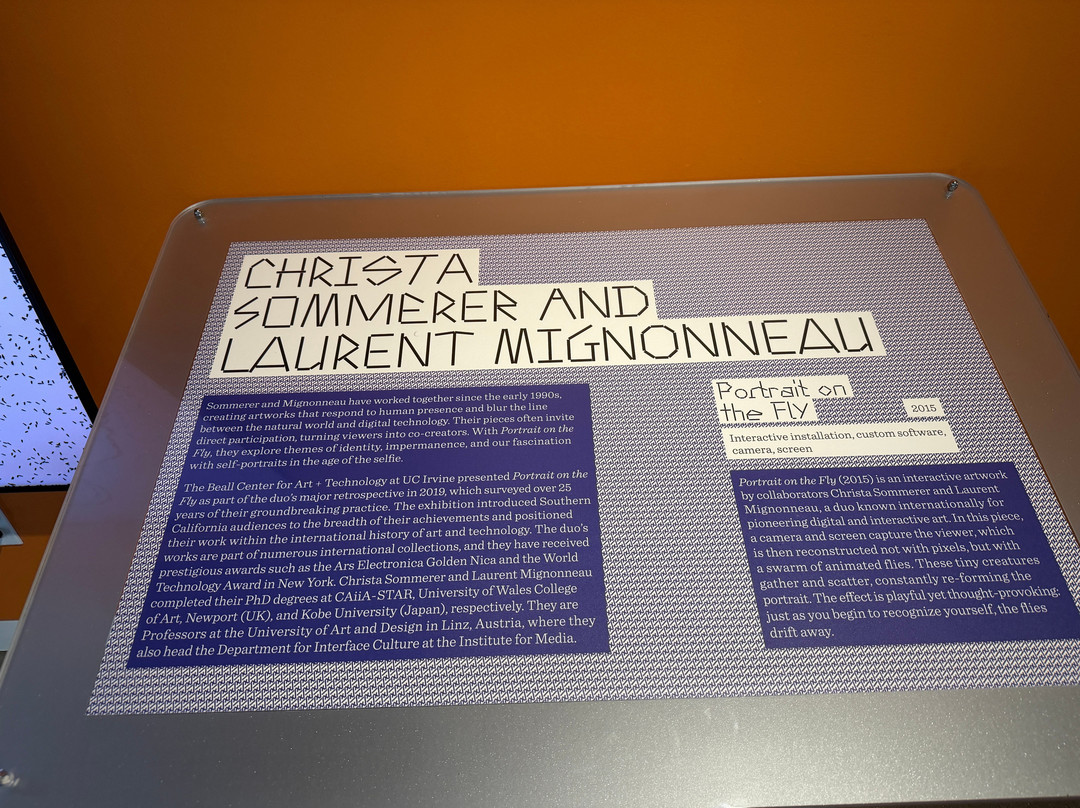 CHRISTA
SOMMERER AND
LAURENT MIGNONNEAU
Sommerer and Mignonneau have worked together since the early 1990s,
creating artworks that respond to human presence and blur the line
between the natural world and digital technology. Their pieces often invite
direct participation, turning viewers into co-creators. With Portrait on the
Fly, they explore themes of identity, impermanence, and our fascination
with self-portraits in the age of the selfie.
The Beall Center for Art + Technology at UC Irvine presented Portrait on the
Fly as part of the duo's major retrospective in 2019, which surveyed over 25
years of their groundbreaking practice. The exhibition introduced Southern
California audiences to the breadth of their achievements and positioned
their work within the international history of art and technology. The duo's
works are part of numerous international collections, and they have received
prestigious awards such as the Ars Electronica Golden Nica and the World
Technology Award in New York. Christa Sommerer and Laurent Mignonneau
completed their PhD degrees at CAiiA-STAR, University of Wales College
of Art, Newport (UK), and Kobe University (Japan), respectively. They are
Professors at the University of Art and Design in Linz, Austria, where they
also head the Department for Interface Culture at the Institute for Media.
Portrait on
the FLY
2015
Interactive installation, custom software,
camera, screen
Portrait on the Fly (2015) is an interactive artwork
by collaborators Christa Sommerer and Laurent
Mignonneau, a duo known internationally for
pioneering digital and interactive art. In this piece,
a camera and screen capture the viewer, which
is then reconstructed not with pixels, but with
a swarm of animated flies. These tiny creatures
gather and scatter, constantly re-forming the
portrait. The effect is playful yet thought-provoking:
just as you begin to recognize yourself, the flies
drift away.